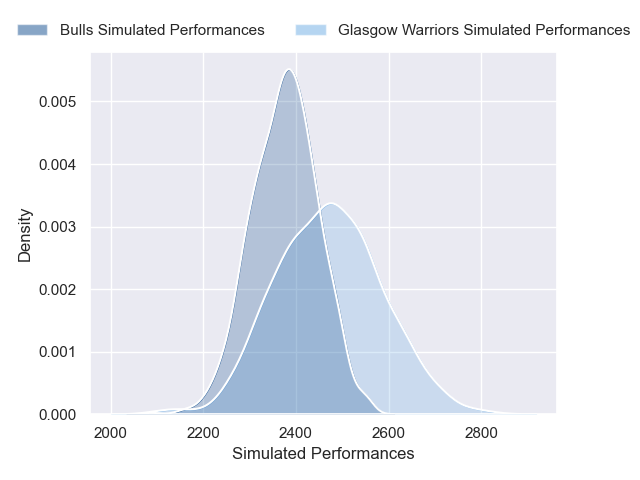 Bulls Simulated Performances
Glasgow Warriors Simulated Performances
0.005
0.004
0.003
0.002
0.001
0.000
Density
2000
2200
2400
2600
2800
Simulated Performances